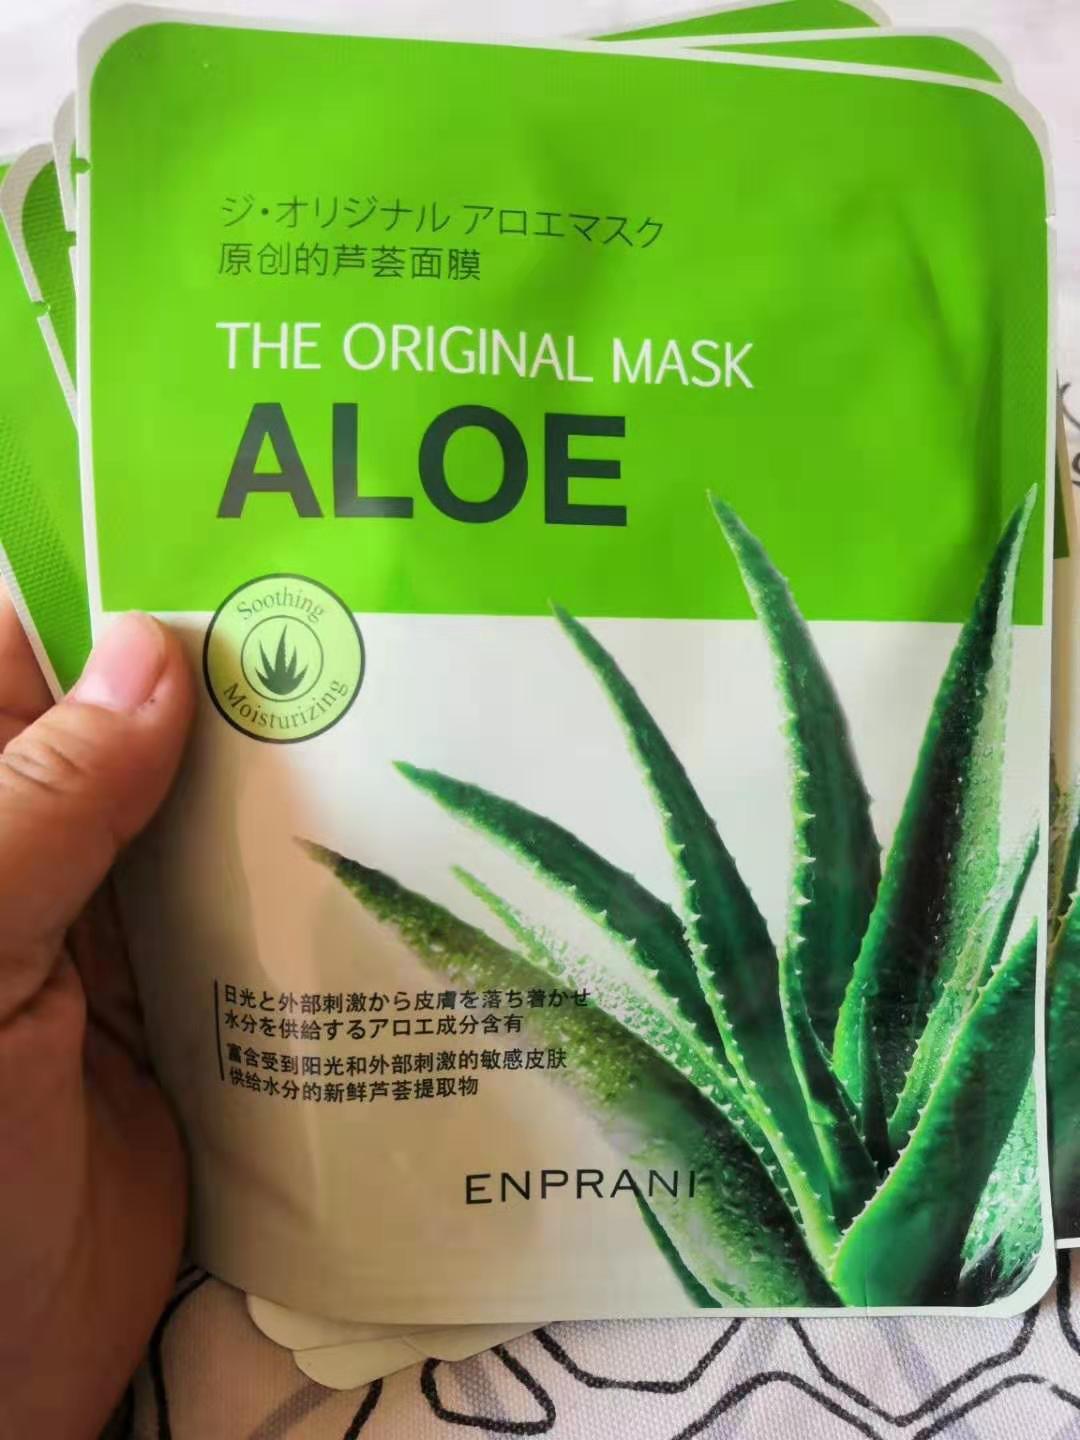 ジ・オリジナル アロエマスク
原创的芦荟面膜
THE ORIGINAL MASK
ALOE
Soothing
Moisturizing
日光と外部刺激から皮膚を落ち着かせ
水分を供給するアロエ成分含有
富含受到阳光和外部刺激的敏感皮肤
供给水分的新鲜芦荟提取物
ENPRANI